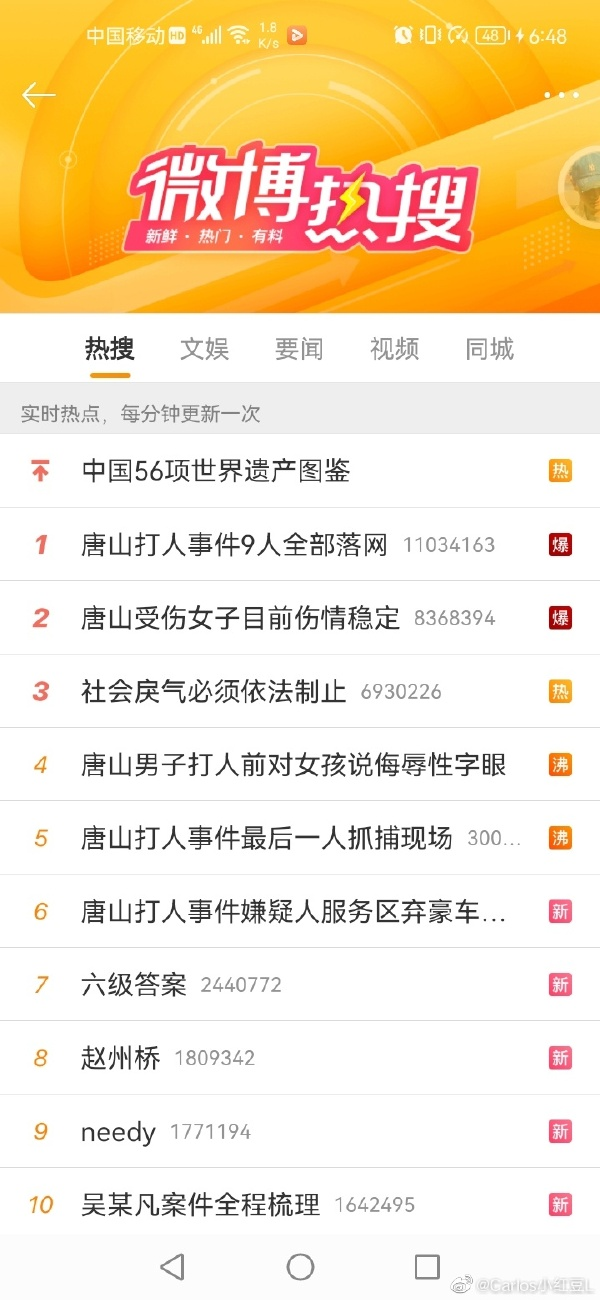 中国移动 HD 4G 1.8 K/s 48 6:48
微博热搜
新鲜·热门·有料
热搜 文娱 要闻 视频 同城
实时热点，每分钟更新一次
中国56项世界遗产图鉴 热
1 唐山打人事件9人全部落网 11034163 爆
2 唐山受伤女子目前伤情稳定 8368394 爆
3 社会戾气必须依法制止 6930226 热
4 唐山男子打人前对女孩说侮辱性字眼 沸
5 唐山打人事件最后一人抓捕现场 300... 沸
6 唐山打人事件嫌疑人服务区弃豪车... 新
7 六级答案 2440772 新
8 赵州桥 1809342 新
9 needy 1771194 新
10 吴某凡案件全程梳理 1642495 新
@Carlos小红豆L